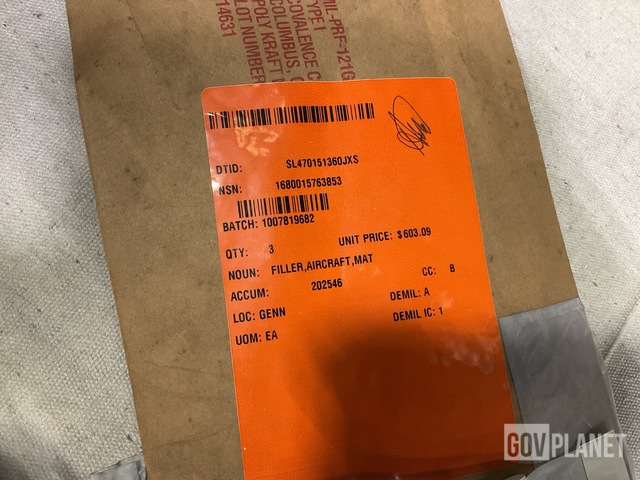 MIL-PRF-121G
TYPE I
COVALENCE C
COLUMBUS,
POLY KRAFT
LOT NUMBER
14631
DTID: SL470151360JXS
NSN: 1680015763853
BATCH: 1007819682
QTY: 3 UNIT PRICE: $603.09
NOUN: FILLER,AIRCRAFT,MAT
ACCUM: 202546 CC: B
LOC: GENN DEMIL: A
UOM: EA DEMIL IC: 1
GOVPLANET